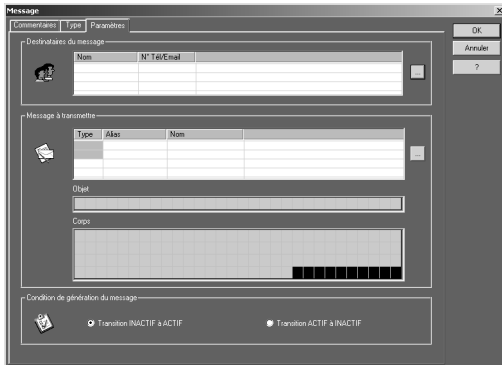 Message
Commentaires Type Paramètres
OK
Annuler
?
Destinataires du message
Nom N° Tél/Email
...
Message à transmettre
Type Alias Nom
...
Objet
Corps
Condition de génération du message
Transition INACTIF à ACTIF Transition ACTIF à INACTIF